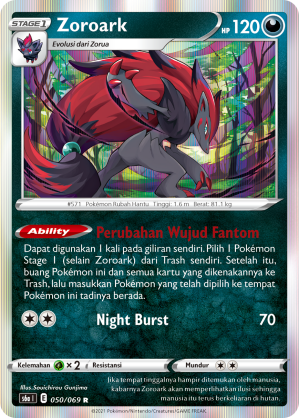 STAGE 1
Zoroark
HP 120
Evolusi dari Zorua
#571 Pokémon Rubah Hantu Tinggi: 1.6 m Berat: 81.1 kg
Ability Perubahan Wujud Fantom
Dapat digunakan 1 kali pada giliran sendiri. Pilih 1 Pokémon
Stage 1 (selain Zoroark) dari Trash sendiri. Setelah itu,
buang Pokémon ini dan semua kartu yang dikenakannya ke
Trash, lalu masukkan Pokémon yang telah dipilih ke tempat
Pokémon ini tadinya berada.
Night Burst 70
Kelemahan ×2 Resistansi Mundur
Illus. Souichirou Gunjima
050/069 R
Jika tempat tinggalnya hampir ditemukan oleh manusia,
kabarnya Zoroark akan memperlihatkan ilusi sehingga
manusia itu terus berkeliaran di hutan.
©2021 Pokémon/Nintendo/Creatures/GAME FREAK.